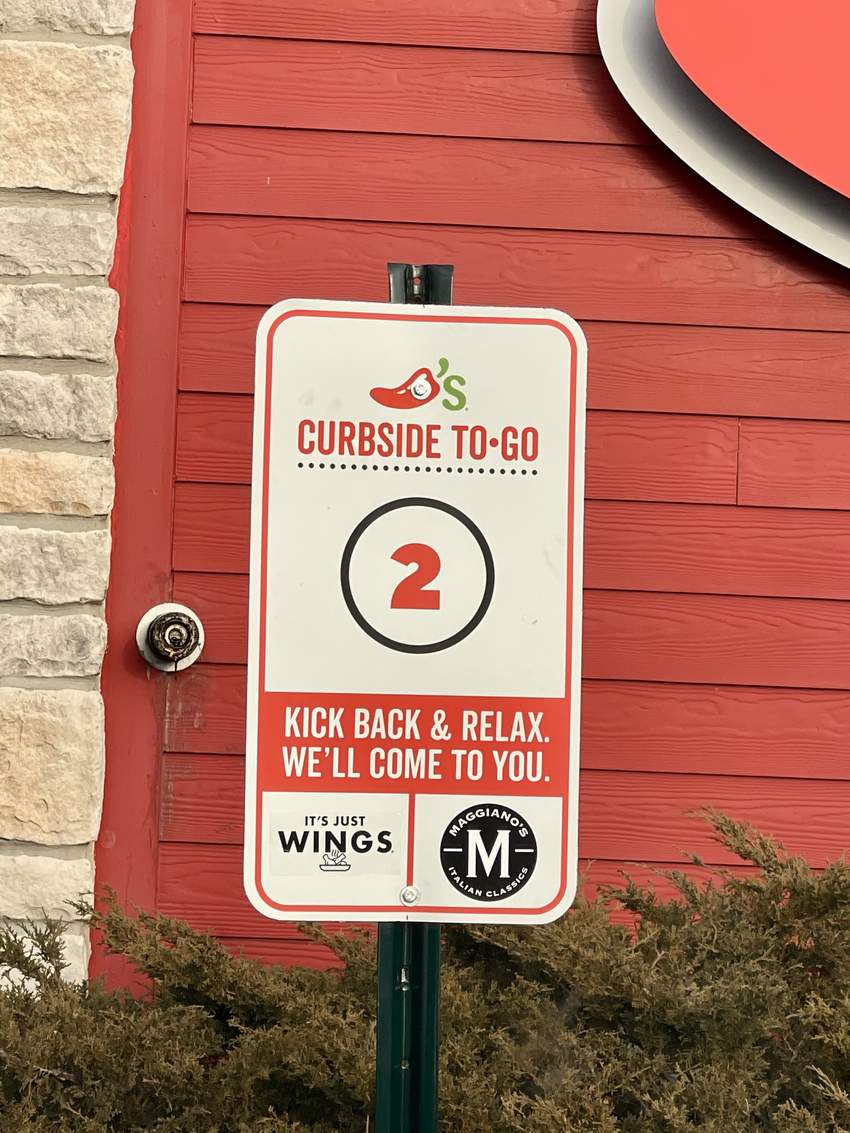 'S
CURBSIDE TO•GO
2
KICK BACK & RELAX.
WE'LL COME TO YOU.
IT'S JUST
WINGS
MAGGIANO'S
M
ITALIAN CLASSICS